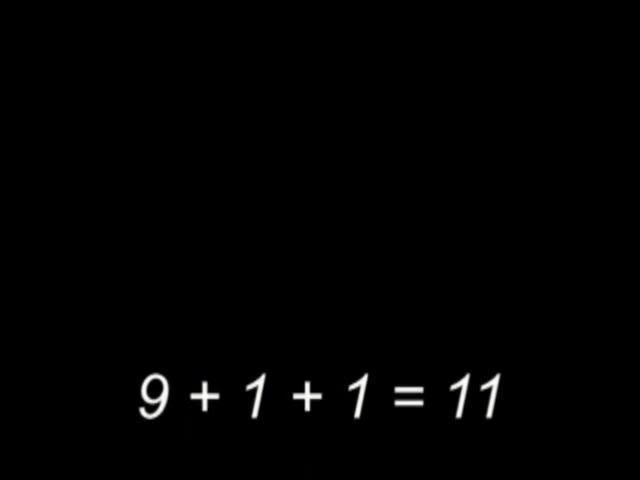 9 + 1 + 1 = 11